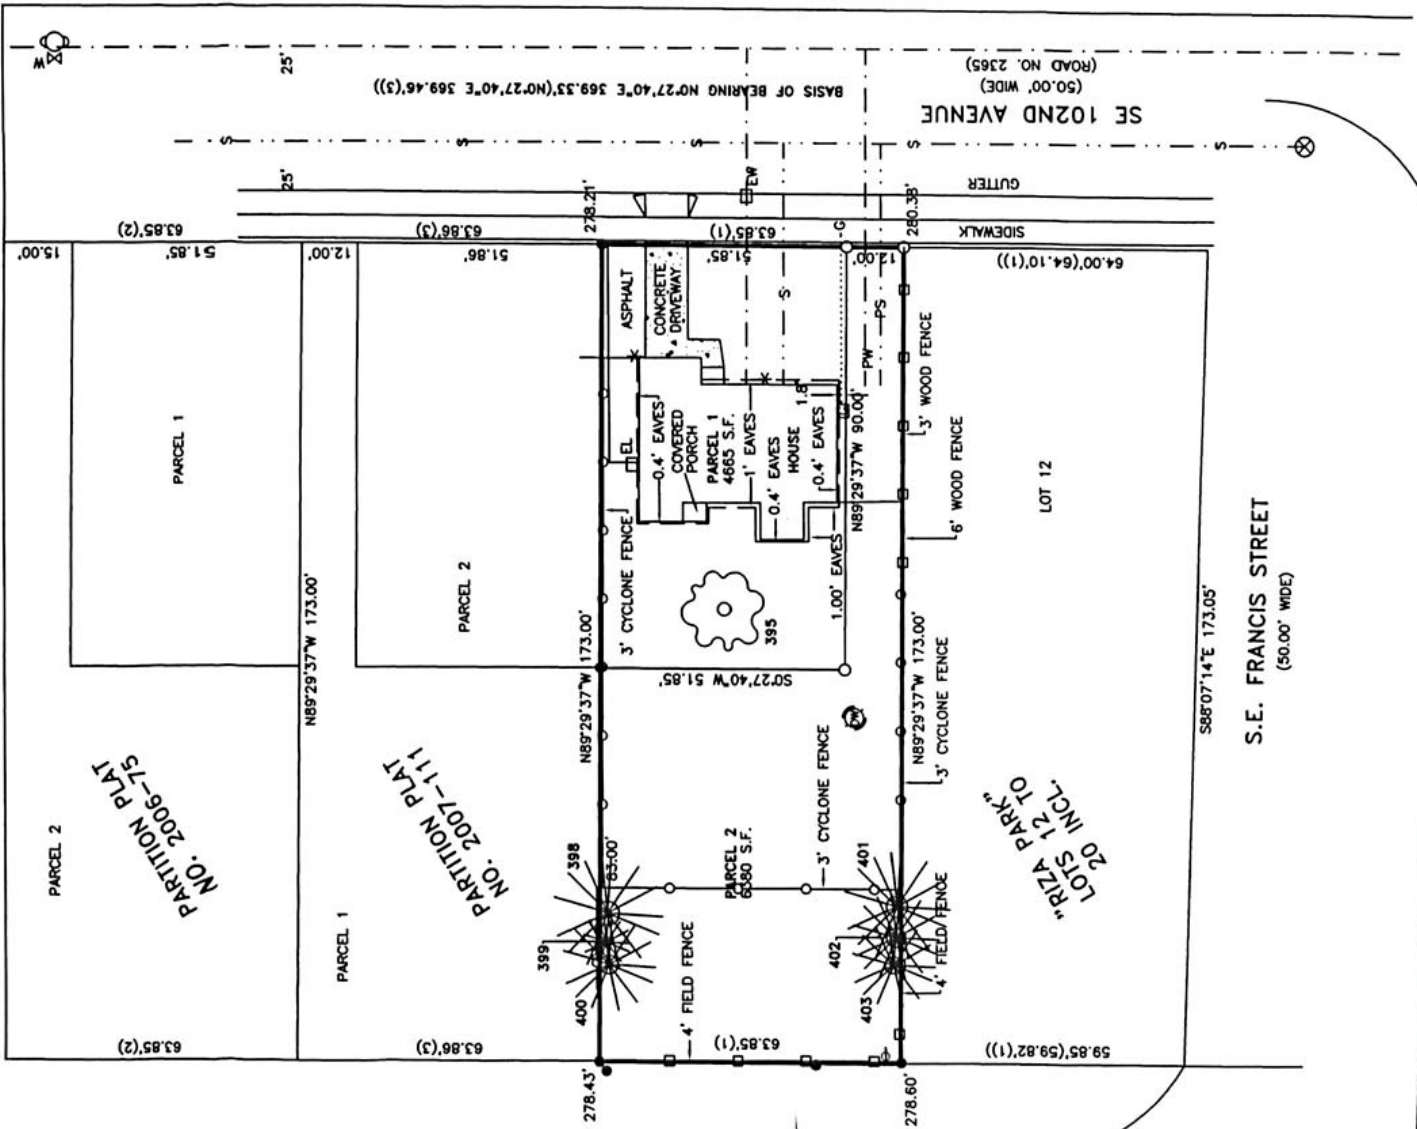 W
25'
25'
BASIS OF BEARING N0°27'40"E 369.33'(N0°27'40"E 369.46'(3))
SE 102ND AVENUE
(50.00' WIDE)
(ROAD NO. 2365)
S
S
S
S
S
EW
GUTTER
SIDEWALK
278.21'
280.38'
63.85'(2)
63.86'(3)
63.85'(1)
G
15.00'
51.85'
12.00'
51.86'
51.85'
12.00'
64.00'(64.10'(1))
ASPHALT
CONCRETE
DRIVEWAY
S
PS
PW
PARCEL 1
PARCEL 2
EL
0.4' EAVES
COVERED
PORCH
PARCEL 1
4665 S.F.
1' EAVES
0.4' EAVES
HOUSE
1.8'
0.4' EAVES
N89°29'37"W 90.00'
3' WOOD FENCE
6' WOOD FENCE
LOT 12
N89°29'37"W 173.00'
N89°29'37"W 173.00'
3' CYCLONE FENCE
395
1.00' EAVES
S0°27'40"W 51.85'
N89°29'37"W 173.00'
3' CYCLONE FENCE
S88°07'14"E 173.05'
S.E. FRANCIS STREET
(50.00' WIDE)
PARCEL 2
PARTITION PLAT
NO. 2006-75
PARCEL 1
PARTITION PLAT
NO. 2007-111
398
83.00'
399
400
PARCEL 2
6380 S.F.
3' CYCLONE FENCE
401
402
403
4' FIELD FENCE
4' FIELD FENCE
"RIZA PARK"
LOTS 12 TO
20 INCL.
63.85'(2)
63.86'(3)
63.85'(1)
59.85'(59.82'(1))
278.43'
278.60'